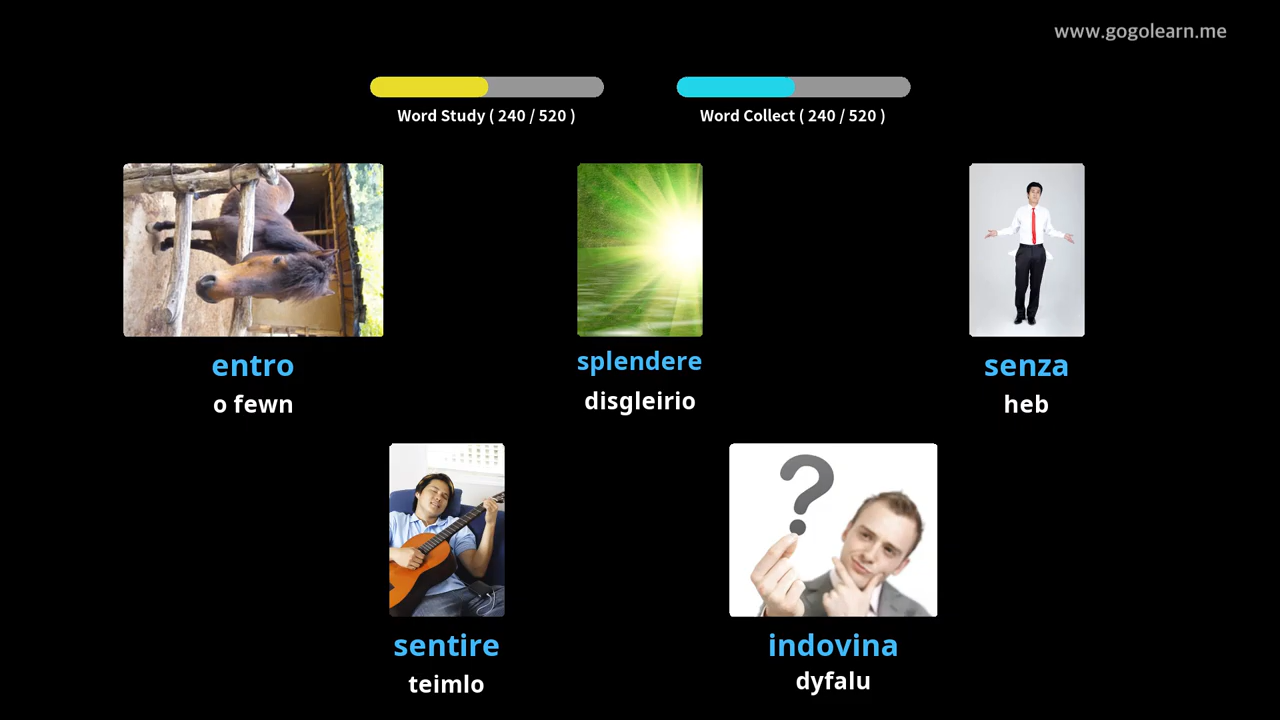 www.gogolearn.me
Word Study ( 240 / 520 )
Word Collect ( 240 / 520 )
entro
o fewn
splendere
disgleirio
senza
heb
sentire
teimlo
indovina
dyfalu